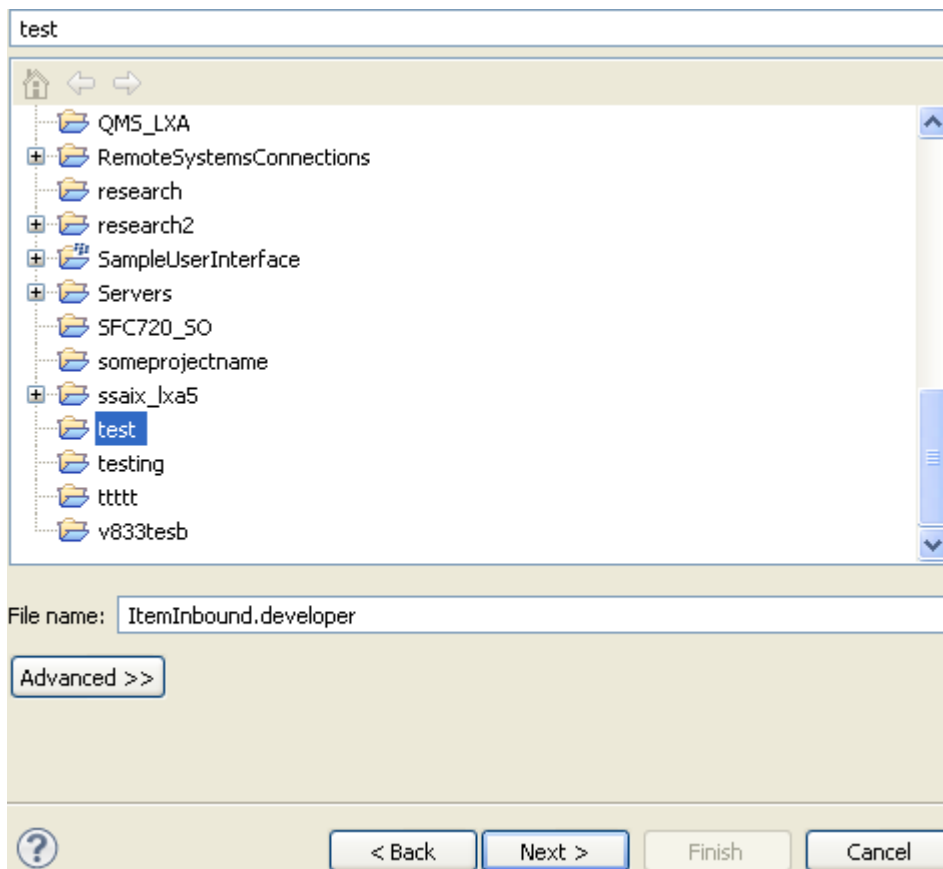 test
QMS_LXA
RemoteSystemsConnections
research
research2
SampleUserInterface
Servers
SFC720_SO
someprojectname
ssaix_lxa5
test
testing
ttttt
v833tesb
File name: ItemInbound.developer
Advanced >>
? < Back Next > Finish Cancel